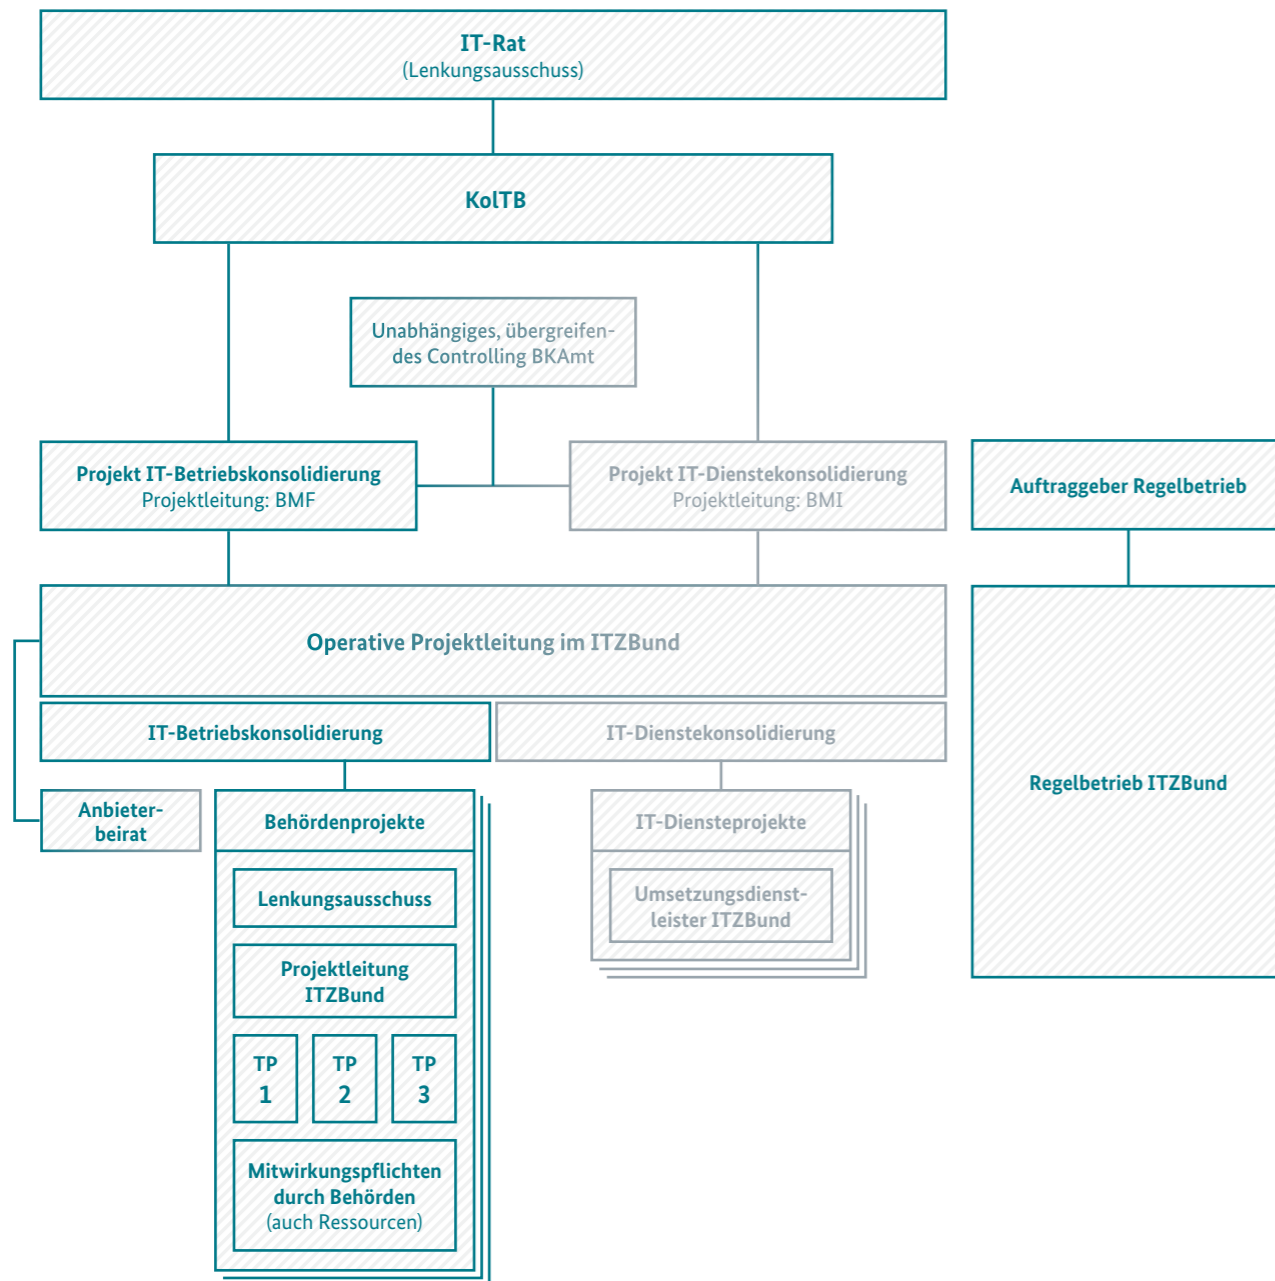 IT-Rat
(Lenkungsausschuss)
KoITB
Unabhängiges, übergreifen-
des Controlling BKAmt
Projekt IT-Betriebskonsolidierung
Projektleitung: BMF
Projekt IT-Dienstekonsolidierung
Projektleitung: BMI
Auftraggeber Regelbetrieb
Operative Projektleitung im ITZBund
IT-Betriebskonsolidierung
IT-Dienstekonsolidierung
Regelbetrieb ITZBund
Anbieter-
beirat
Behördenprojekte
Lenkungsausschuss
Projektleitung
ITZBund
TP
1
TP
2
TP
3
Mitwirkungspflichten
durch Behörden
(auch Ressourcen)
IT-Diensteprojekte
Umsetzungsdienst-
leister ITZBund